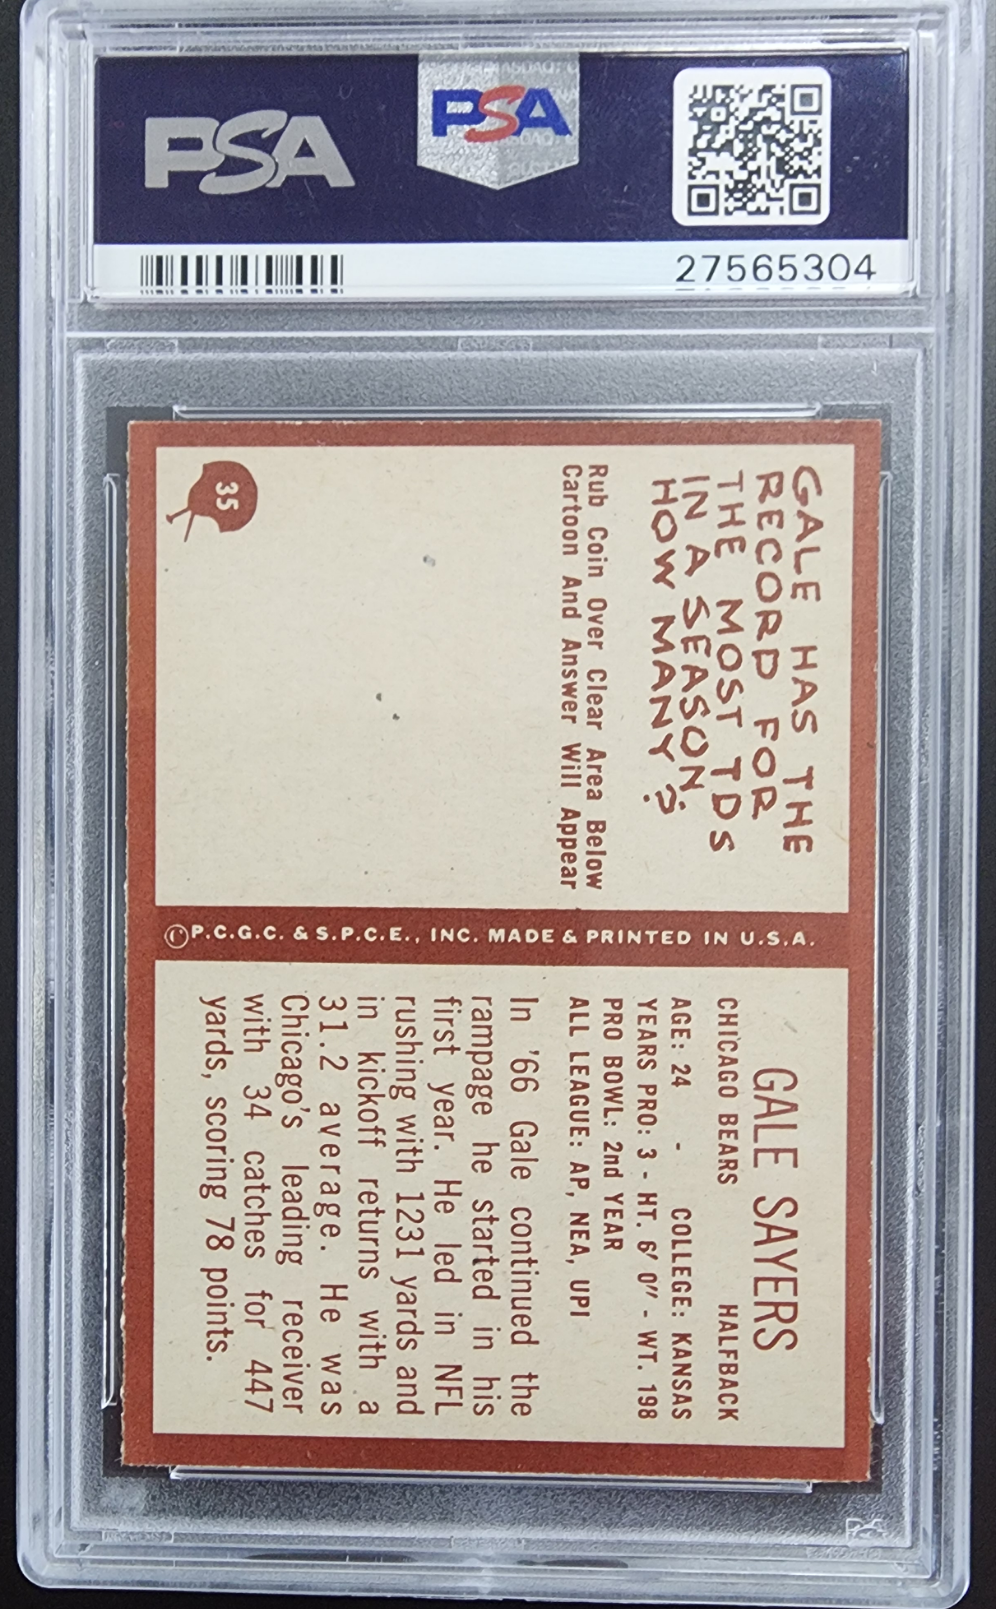 PSA
PSA
27565304
GALE HAS THE
RECORD FOR
THE MOST TDS
IN A SEASON.
HOW MANY?
Rub Coin Over Clear Area Below
Cartoon And Answer Will Appear
35
©P.C.G.C. & S.P.C.E., INC. MADE & PRINTED IN U.S.A.
GALE SAYERS
CHICAGO BEARS HALFBACK
AGE: 24 - COLLEGE: KANSAS
YEARS PRO: 3 - HT. 6' 0" - WT. 198
PRO BOWL: 2nd YEAR
ALL LEAGUE: AP, NEA, UPI
In '66 Gale continued the
rampage he started in his
first year. He led in NFL
rushing with 1231 yards and
in kickoff returns with a
31.2 average. He was
Chicago's leading receiver
with 34 catches for 447
yards, scoring 78 points.